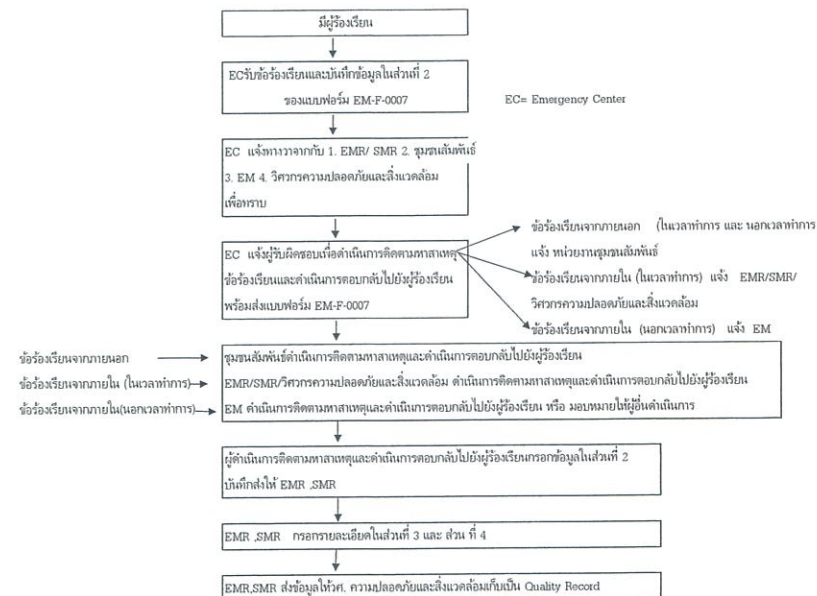 มีผู้ร้องเรียน
ECรับข้อร้องเรียนและบันทึกข้อมูลในส่วนที่ 2
ของแบบฟอร์ม EM-F-0007
EC= Emergency Center
EC แจ้งทางวาจากกับ 1. EMR/ SMR 2. ชุมชนสัมพันธ์
3. EM 4. วิศวกรความปลอดภัยและสิ่งแวดล้อม
เพื่อทราบ
EC แจ้งผู้รับผิดชอบเพื่อดำเนินการติดตามหาสาเหตุ
ข้อร้องเรียนและดำเนินการตอบกลับไปยังผู้ร้องเรียน
พร้อมส่งแบบฟอร์ม EM-F-0007
ข้อร้องเรียนจากภายนอก (ในเวลาทำการ และ นอกเวลาทำการ
แจ้ง หน่วยงานชุมชนสัมพันธ์
ข้อร้องเรียนจากภายใน (ในเวลาทำการ) แจ้ง EMR/SMR/
วิศวกรความปลอดภัยและสิ่งแวดล้อม
ข้อร้องเรียนจากภายใน (นอกเวลาทำการ) แจ้ง EM
ข้อร้องเรียนจากภายนอก
ข้อร้องเรียนจากภายใน (ในเวลาทำการ)
ข้อร้องเรียนจากภายใน(นอกเวลาทำการ)
ชุมชนสัมพันธ์ดำเนินการติดตามหาสาเหตุและดำเนินการตอบกลับไปยังผู้ร้องเรียน
EMR/SMR/วิศวกรความปลอดภัยและสิ่งแวดล้อม ดำเนินการติดตามหาสาเหตุและดำเนินการตอบกลับไปยังผู้ร้องเรียน
EM ดำเนินการติดตามหาสาเหตุและดำเนินการตอบกลับไปยังผู้ร้องเรียน หรือ มอบหมายให้ผู้อื่นดำเนินการ
ผู้ดำเนินการติดตามหาสาเหตุและดำเนินการตอบกลับไปยังผู้ร้องเรียนกรอกข้อมูลในส่วนที่ 2
บันทึกส่งให้ EMR ,SMR
EMR ,SMR กรอกรายละเอียดในส่วนที่ 3 และ ส่วน ที่ 4
EMR,SMR ส่งข้อมูลให้วศ. ความปลอดภัยและสิ่งแวดล้อมเก็บเป็น Quality Record